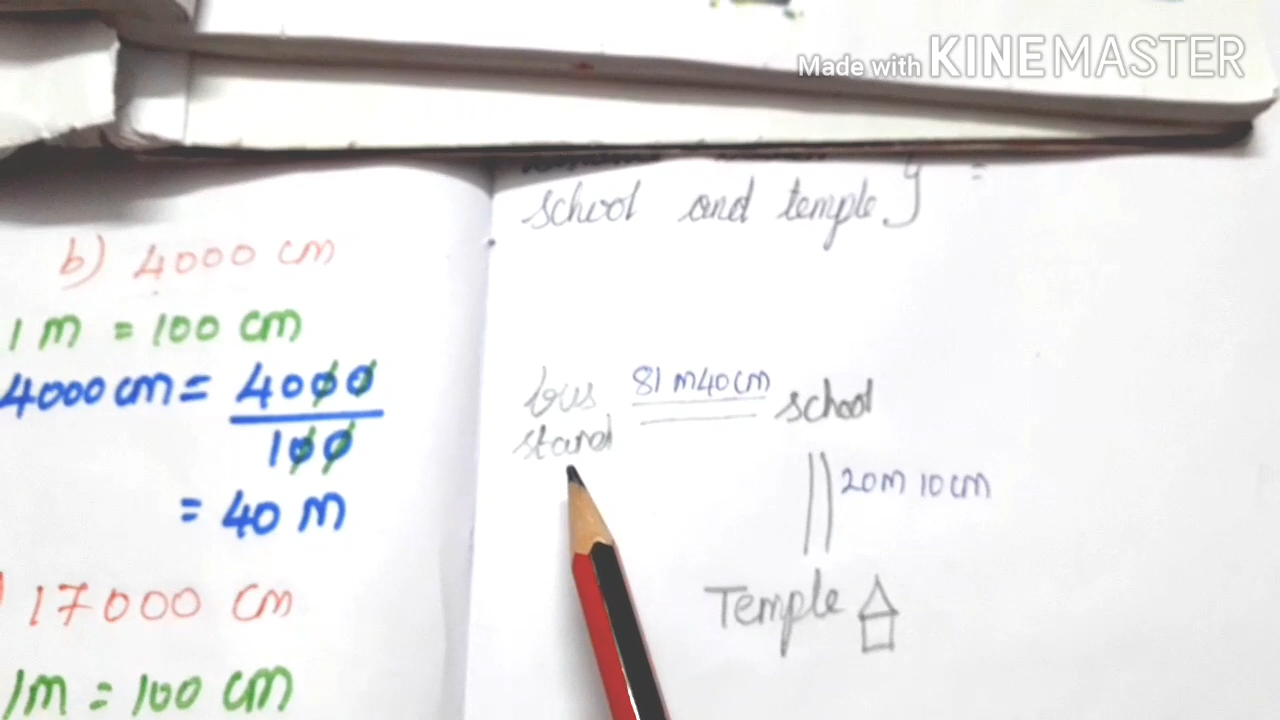 Made with KINEMASTER
b) 4000 cm
1 m = 100 cm
4000 cm = 4000
100
= 40 m
17000 cm
1m = 100 cm
school and temple } =
bus
stand
81 m 40 cm
school
20m 10 cm
Temple